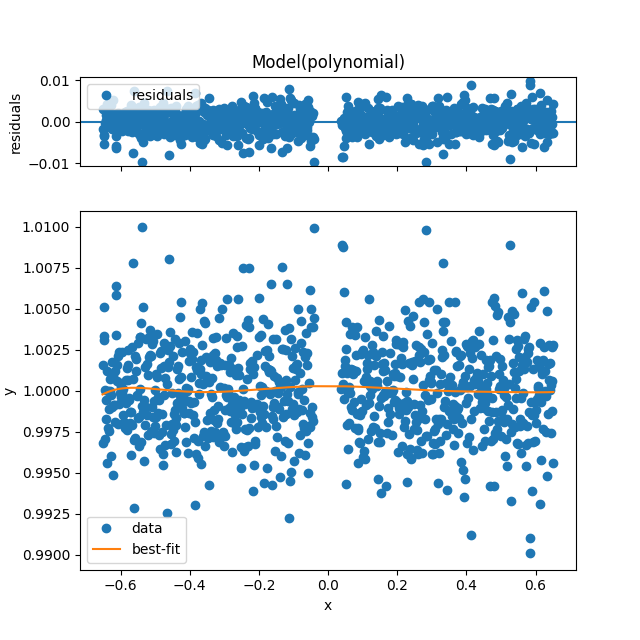 Model(polynomial)
residuals
0.01
0.00
−0.01
residuals
y
1.0100
1.0075
1.0050
1.0025
1.0000
0.9975
0.9950
0.9925
0.9900
data
best-fit
−0.6 −0.4 −0.2 0.0 0.2 0.4 0.6
x